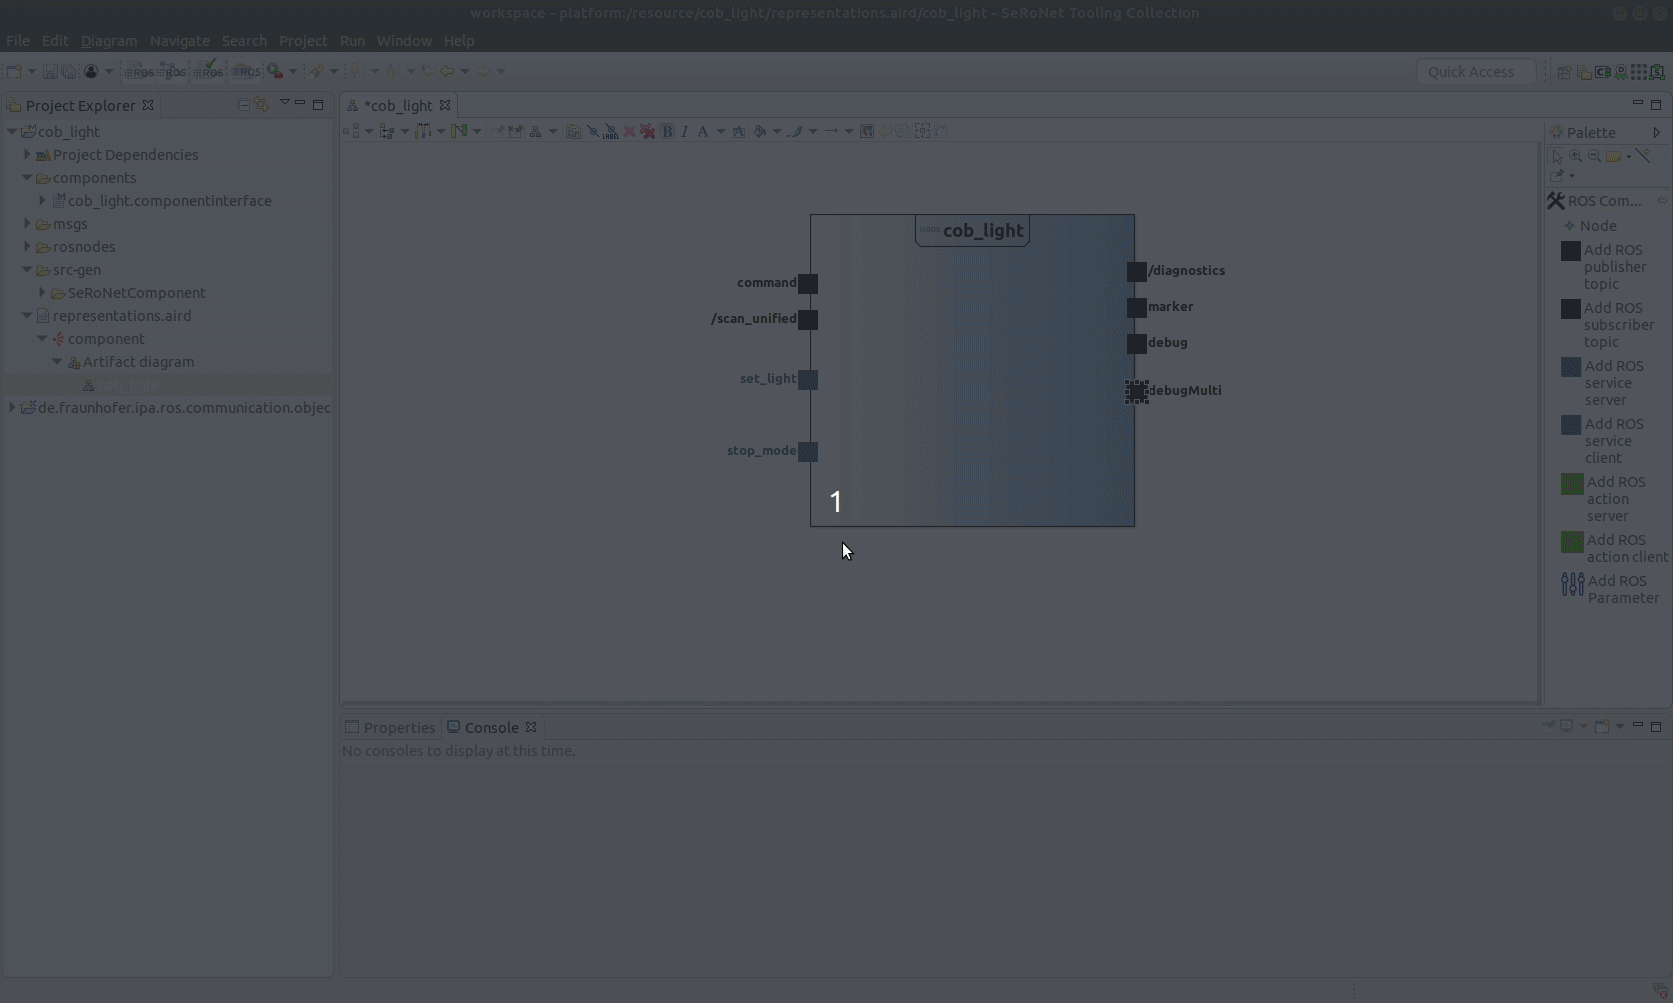 workspace - platform:/resource/cob_light/representations.aird/cob_light - SeRoNet Tooling Collection
File Edit Diagram Navigate Search Project Run Window Help
ROS ROS ROS ROS
Quick Access
Project Explorer
*cob_light
cob_light
Project Dependencies
components
cob_light.componentinterface
msgs
rosnodes
src-gen
SeRoNetComponent
representations.aird
component
Artifact diagram
cob_light
de.fraunhofer.ipa.ros.communication.objec
LABEL
B I A
Palette
ROS Com...
Node
Add ROS
publisher
topic
Add ROS
subscriber
topic
Add ROS
service
server
Add ROS
service
client
Add ROS
action
server
Add ROS
action client
Add ROS
Parameter
cob_light
command
/scan_unified
set_light
stop_mode
/diagnostics
marker
debug
debugMulti
1
Properties
Console
No consoles to display at this time.